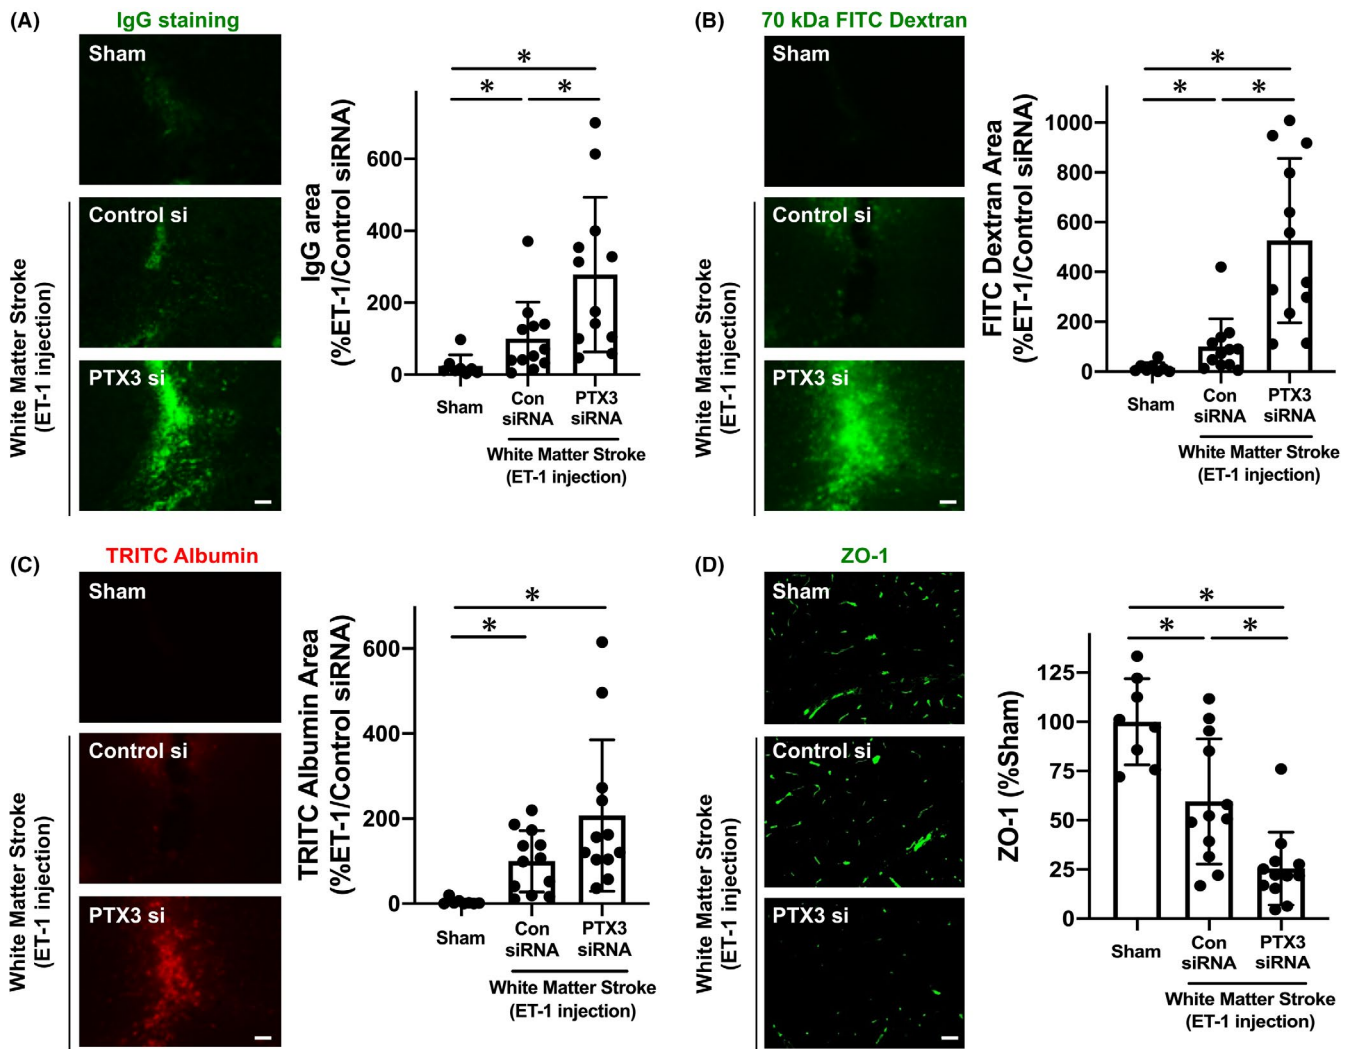 (A)
IgG staining
Sham
Control si
PTX3 si
White Matter Stroke
(ET-1 injection)
IgG area
(%ET-1/Control siRNA)
600
400
200
0
*
*
*
Sham
Con
siRNA
PTX3
siRNA
White Matter Stroke
(ET-1 injection)
(B)
70 kDa FITC Dextran
Sham
Control si
PTX3 si
White Matter Stroke
(ET-1 injection)
FITC Dextran Area
(%ET-1/Control siRNA)
1000
800
600
400
200
0
*
*
*
Sham
Con
siRNA
PTX3
siRNA
White Matter Stroke
(ET-1 injection)
(C)
TRITC Albumin
Sham
Control si
PTX3 si
White Matter Stroke
(ET-1 injection)
TRITC Albumin Area
(%ET-1/Control siRNA)
600
400
200
0
*
*
Sham
Con
siRNA
PTX3
siRNA
White Matter Stroke
(ET-1 injection)
(D)
ZO-1
Sham
Control si
PTX3 si
White Matter Stroke
(ET-1 injection)
ZO-1 (%Sham)
125
100
75
50
25
0
*
*
*
Sham
Con
siRNA
PTX3
siRNA
White Matter Stroke
(ET-1 injection)